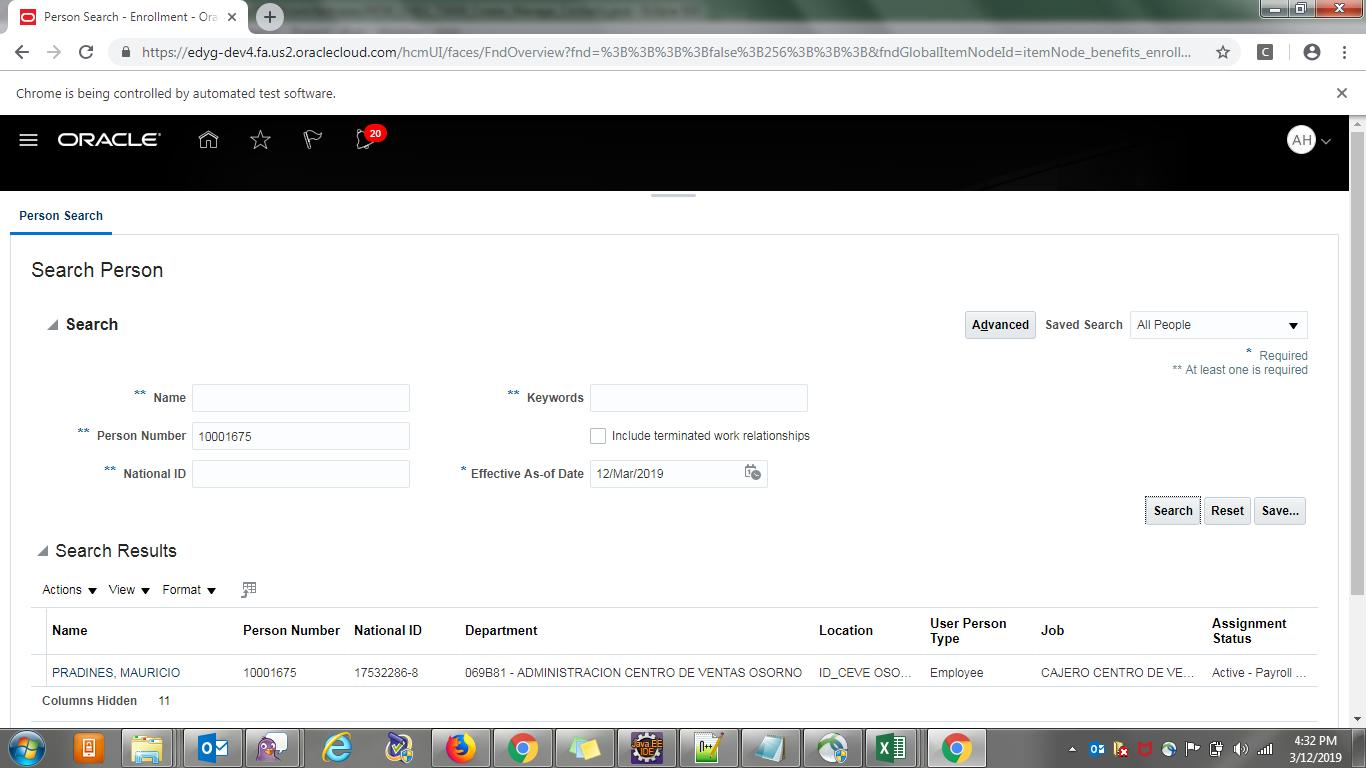 Person Search - Enrollment - Ora
https://edyg-dev4.fa.us2.oraclecloud.com/hcmUI/faces/FndOverview?fnd=%3B%3B%3B%3Bfalse%3B256%3B%3B%3B&fndGlobalItemNodeId=itemNode_benefits_enroll...
C
Chrome is being controlled by automated test software.
ORACLE
20
AH
Person Search
Search Person
Search
Advanced Saved Search All People
* Required
** At least one is required
** Name
** Keywords
** Person Number 10001675
Include terminated work relationships
** National ID
* Effective As-of Date 12/Mar/2019
Search Reset Save...
Search Results
Actions View Format
Name Person Number National ID Department Location User Person Type Job Assignment Status
PRADINES, MAURICIO 10001675 17532286-8 069B81 - ADMINISTRACION CENTRO DE VENTAS OSORNO ID_CEVE OSO... Employee CAJERO CENTRO DE VE... Active - Payroll ...
Columns Hidden 11
Java EE
IDE
4:32 PM
3/12/2019